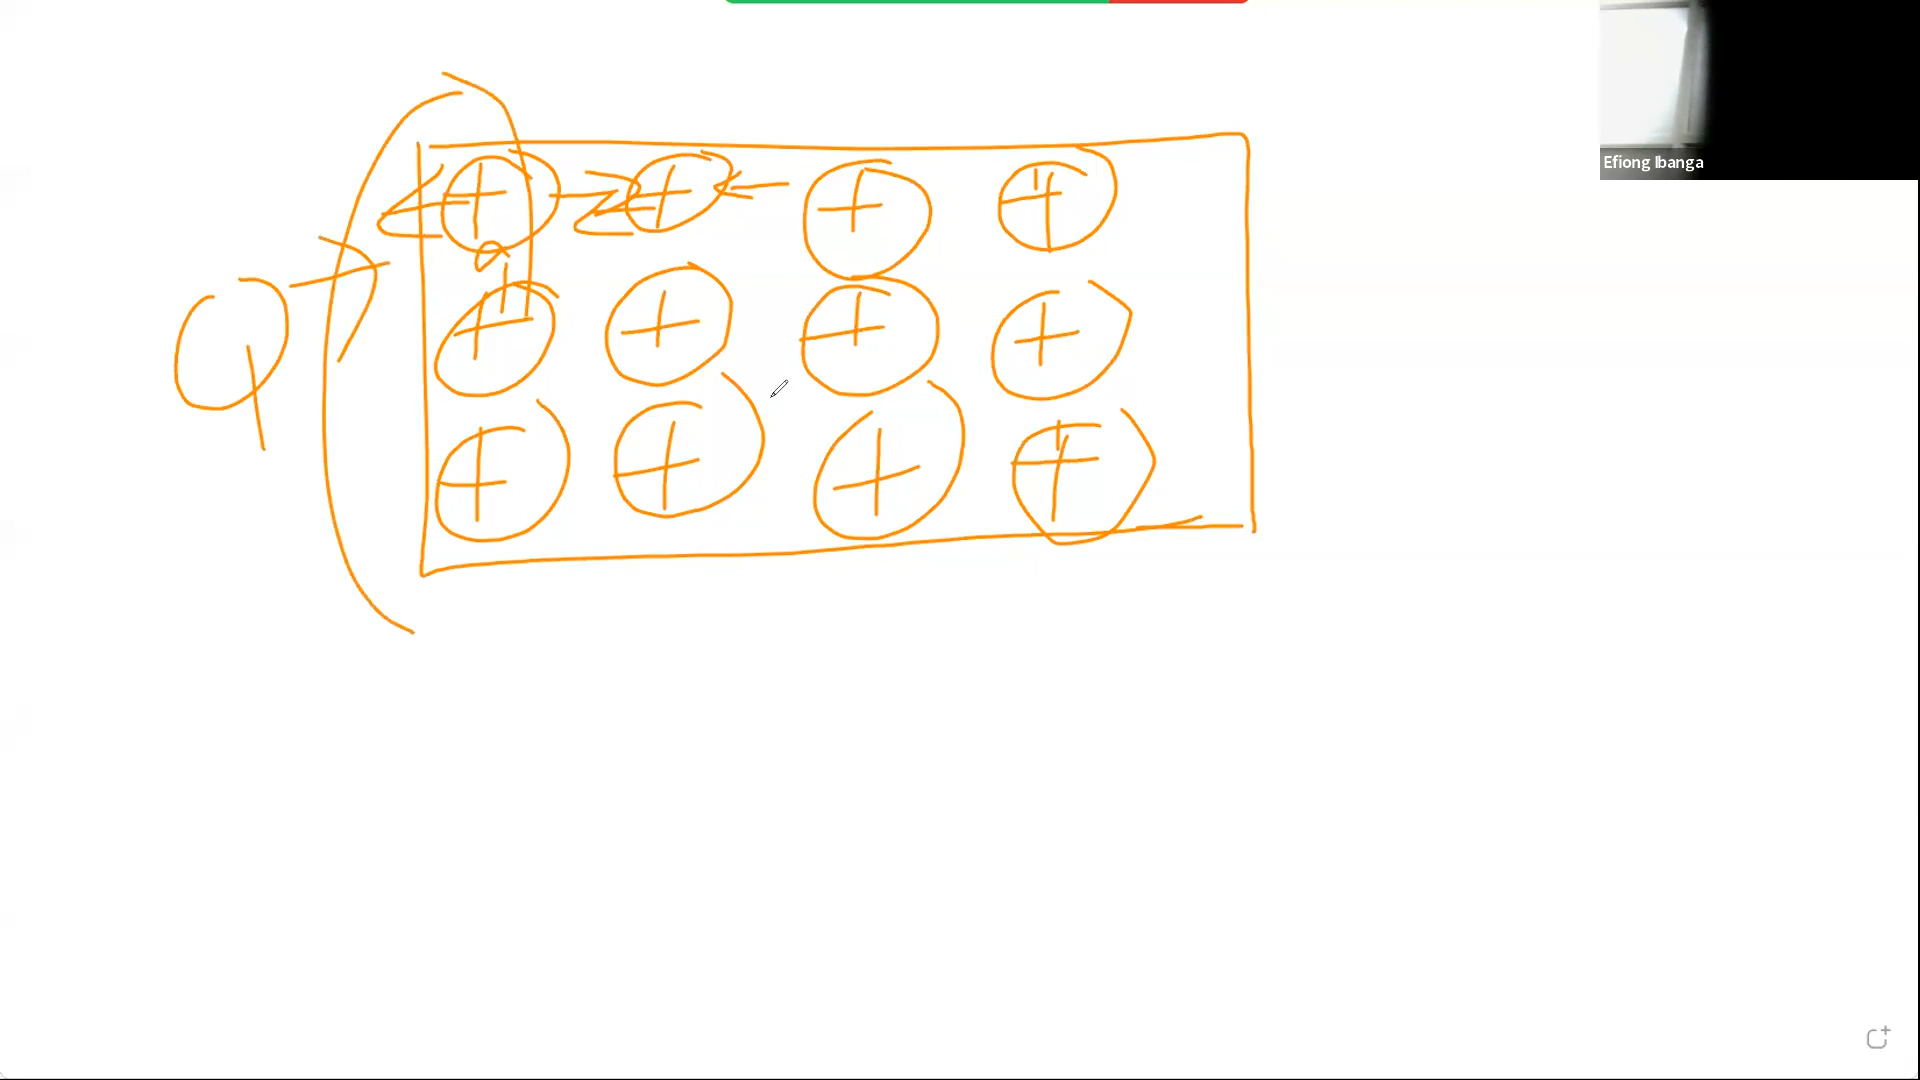 Efiong Ibanga
Q
+ + + +
+ + + +
+ + + +